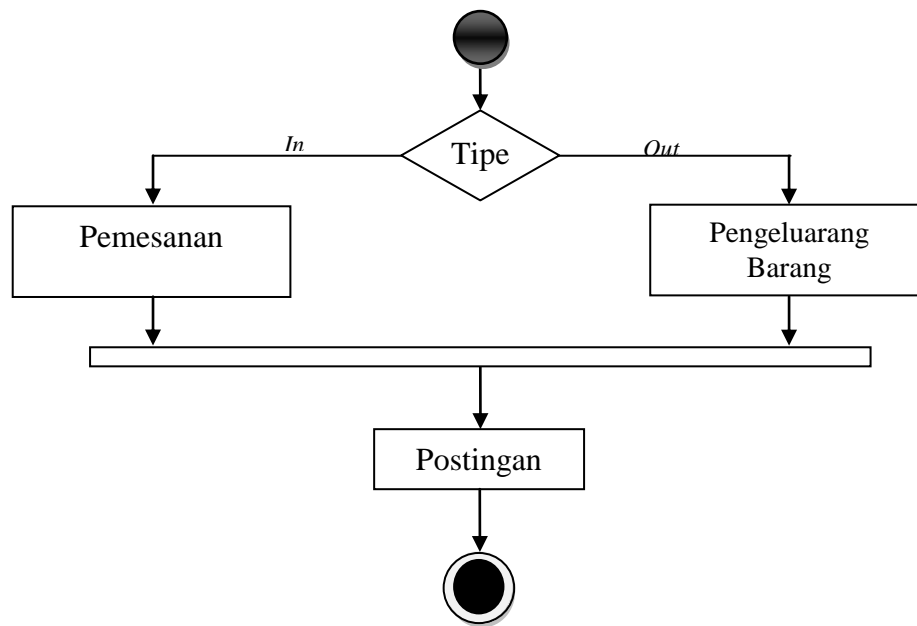 In
Tipe
Out
Pemesanan
Pengeluarang
Barang
Postingan